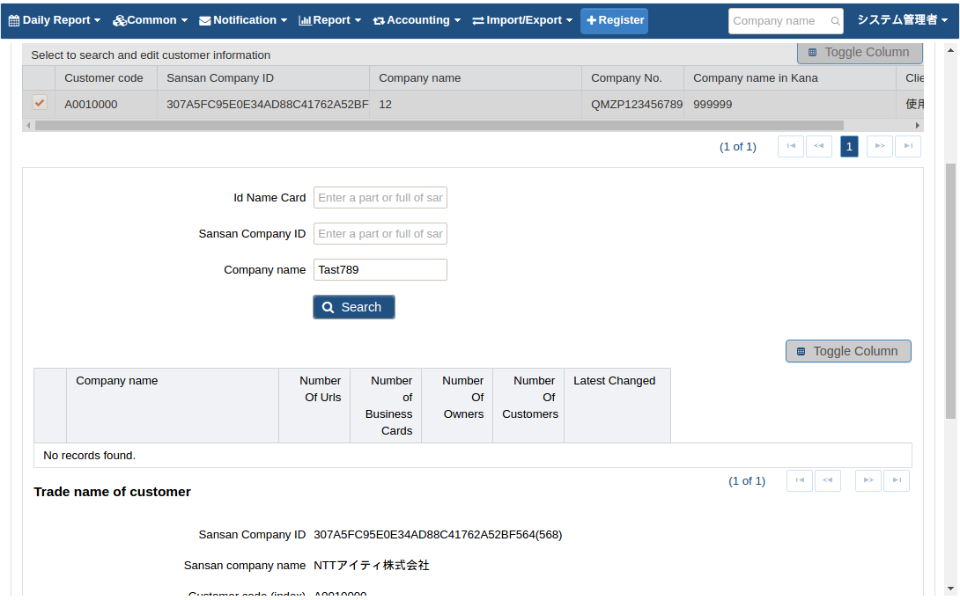 Daily Report Common Notification Report Accounting Import/Export + Register Company name システム管理者
Select to search and edit customer information Toggle Column
Customer code Sansan Company ID Company name Company No. Company name in Kana Clie
A0010000 307A5FC95E0E34AD88C41762A52BF 12 QMZP123456789 999999 使用
(1 of 1) 1
Id Name Card Enter a part or full of sar
Sansan Company ID Enter a part or full of sar
Company name Tast789
Search
Toggle Column
Company name Number Of Urls Number of Business Cards Number Of Owners Number Of Customers Latest Changed
No records found.
(1 of 1)
Trade name of customer
Sansan Company ID 307A5FC95E0E34AD88C41762A52BF564(568)
Sansan company name NTTアイティ株式会社
Customer code (index) A0010000